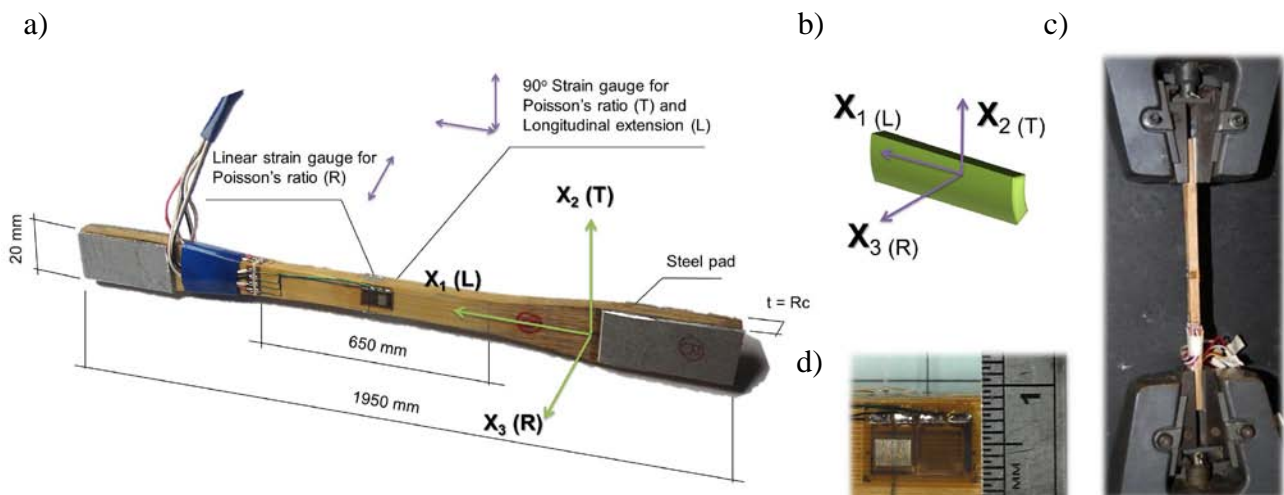 a)
90° Strain gauge for
Poisson's ratio (T) and
Longitudinal extension (L)
Linear strain gauge for
Poisson's ratio (R)
X2 (T)
20 mm
X1 (L)
Steel pad
t = Rc
650 mm
1950 mm
X3 (R)
b)
X1 (L)
X2 (T)
X3 (R)
c)
d)
1
MM